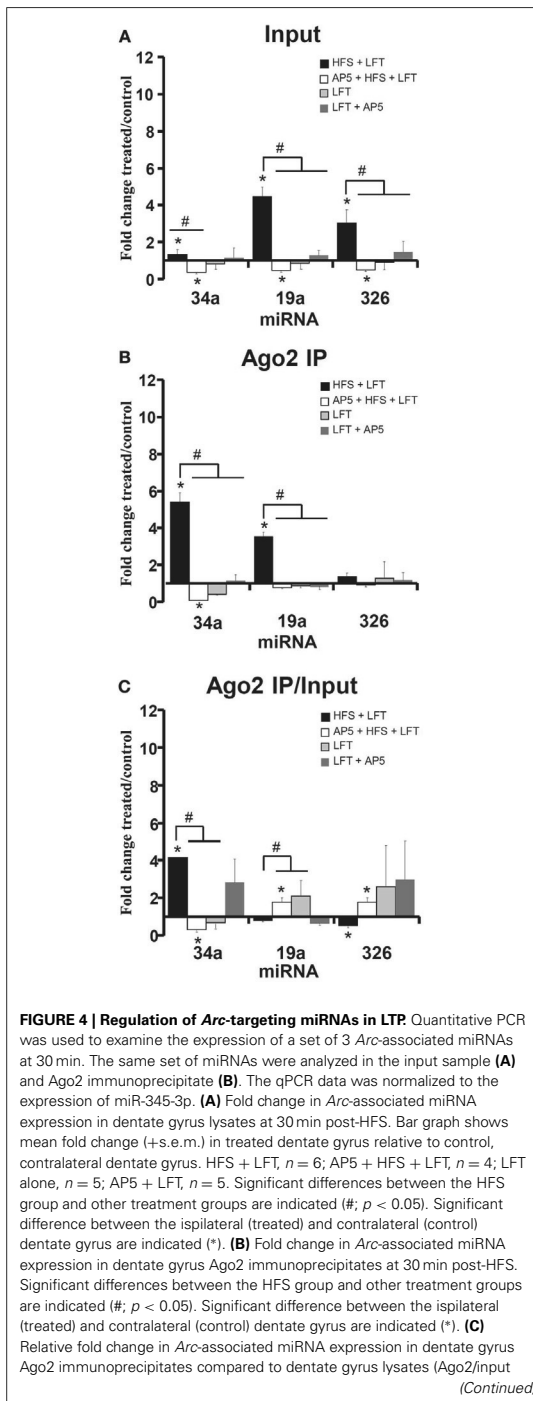 A
Input
Fold change treated/control
12
10
8
6
4
2
0
HFS + LFT
AP5 + HFS + LFT
LFT
LFT + AP5
#
*
*
#
*
*
#
*
*
34a
19a
326
miRNA
B
Ago2 IP
Fold change treated/control
12
10
8
6
4
2
0
HFS + LFT
AP5 + HFS + LFT
LFT
LFT + AP5
#
*
*
#
*
34a
19a
326
miRNA
C
Ago2 IP/Input
Fold change treated/control
12
10
8
6
4
2
0
HFS + LFT
AP5 + HFS + LFT
LFT
LFT + AP5
#
*
*
#
*
*
*
34a
19a
326
miRNA
FIGURE 4 | Regulation of Arc-targeting miRNAs in LTP. Quantitative PCR
was used to examine the expression of a set of 3 Arc-associated miRNAs
at 30 min. The same set of miRNAs were analyzed in the input sample (A)
and Ago2 immunoprecipitate (B). The qPCR data was normalized to the
expression of miR-345-3p. (A) Fold change in Arc-associated miRNA
expression in dentate gyrus lysates at 30 min post-HFS. Bar graph shows
mean fold change (+s.e.m.) in treated dentate gyrus relative to control,
contralateral dentate gyrus. HFS + LFT, n = 6; AP5 + HFS + LFT, n = 4; LFT
alone, n = 5; AP5 + LFT, n = 5. Significant differences between the HFS
group and other treatment groups are indicated (#; p < 0.05). Significant
difference between the ispilateral (treated) and contralateral (control)
dentate gyrus are indicated (*). (B) Fold change in Arc-associated miRNA
expression in dentate gyrus Ago2 immunoprecipitates at 30 min post-HFS.
Significant differences between the HFS group and other treatment groups
are indicated (#; p < 0.05). Significant difference between the ispilateral
(treated) and contralateral (control) dentate gyrus are indicated (*). (C)
Relative fold change in Arc-associated miRNA expression in dentate gyrus
Ago2 immunoprecipitates compared to dentate gyrus lysates (Ago2/input
(Continued)